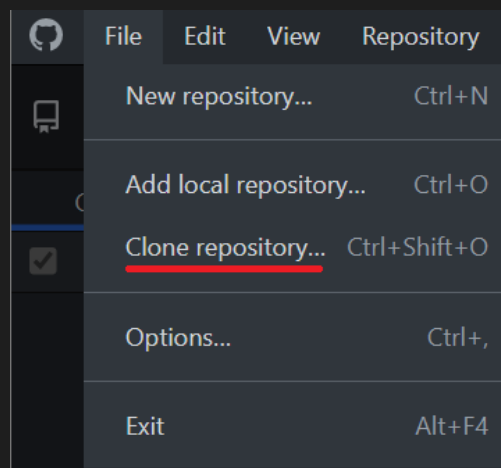 File Edit View Repository
New repository... Ctrl+N
Add local repository... Ctrl+O
Clone repository... Ctrl+Shift+O
Options... Ctrl+,
Exit Alt+F4